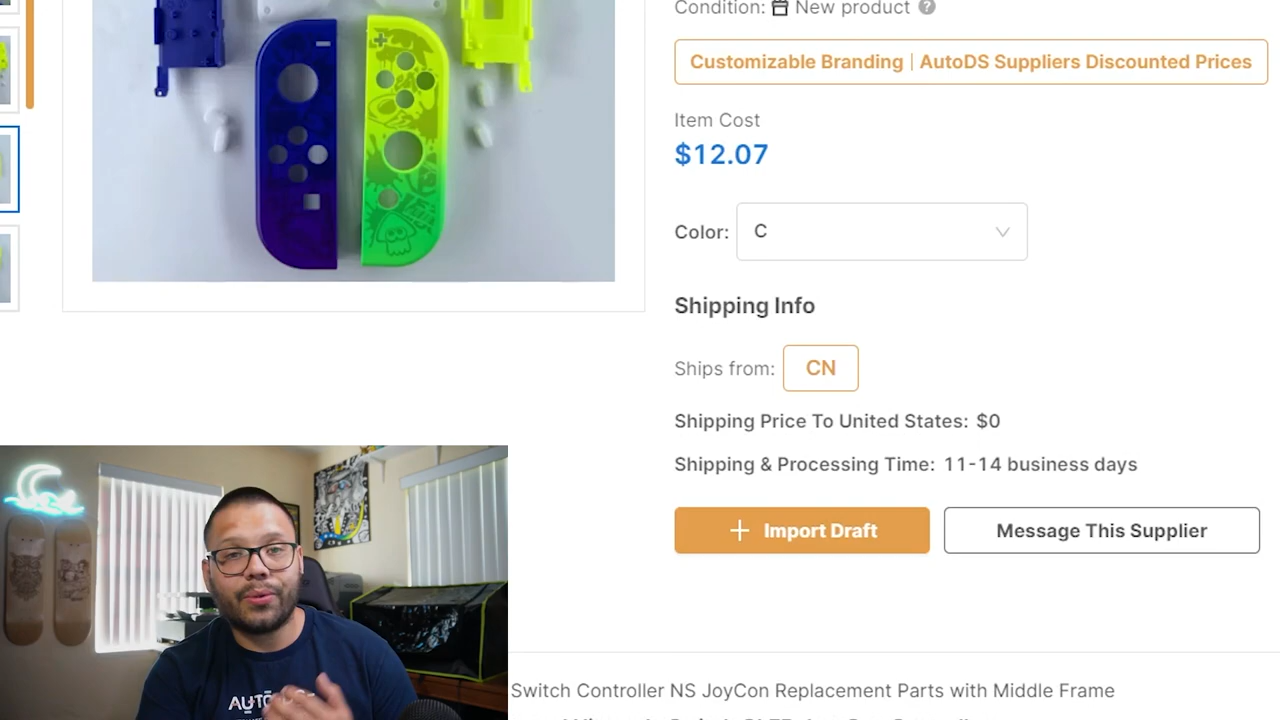 Condition: New product ?
Customizable Branding | AutoDS Suppliers Discounted Prices
Item Cost
$12.07
Color: C
Shipping Info
Ships from: CN
Shipping Price To United States: $0
Shipping & Processing Time: 11-14 business days
+ Import Draft
Message This Supplier
Switch Controller NS JoyCon Replacement Parts with Middle Frame